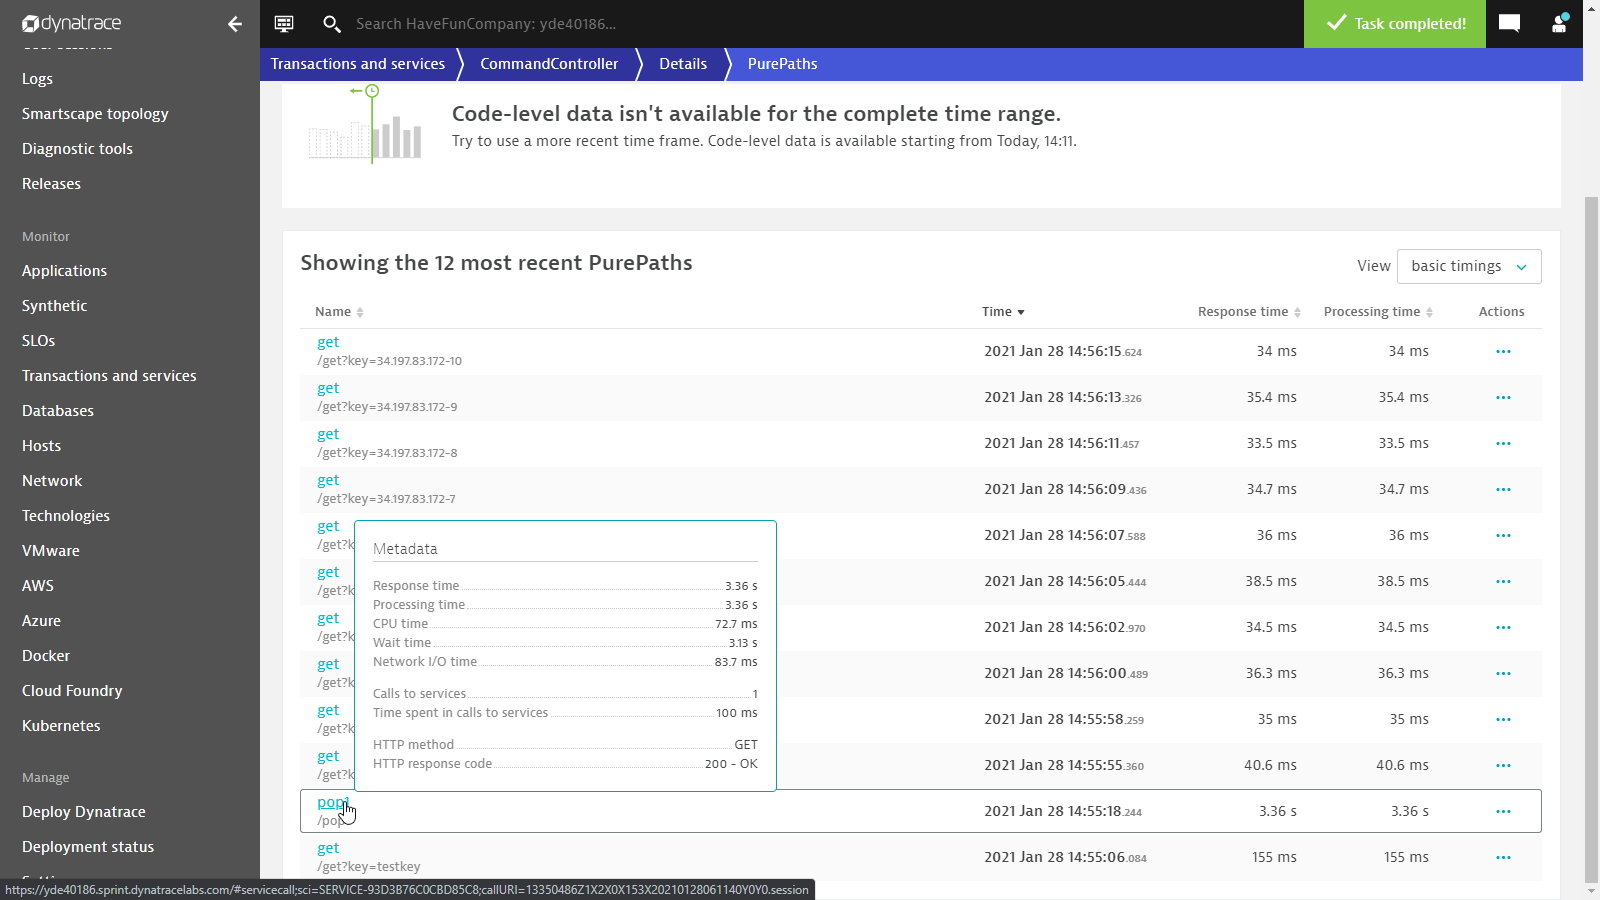 dynatrace
Search HaveFunCompany: yde40186...
Task completed!
Transactions and services
CommandController
Details
PurePaths
Logs
Smartscape topology
Diagnostic tools
Releases
Monitor
Applications
Synthetic
SLOs
Transactions and services
Databases
Hosts
Network
Technologies
VMware
AWS
Azure
Docker
Cloud Foundry
Kubernetes
Manage
Deploy Dynatrace
Deployment status
Code-level data isn't available for the complete time range.
Try to use a more recent time frame. Code-level data is available starting from Today, 14:11.
Showing the 12 most recent PurePaths
View basic timings
Name Time Response time Processing time Actions
get 2021 Jan 28 14:56:15.624 34 ms 34 ms ...
/get?key=34.197.83.172-10
get 2021 Jan 28 14:56:13.326 35.4 ms 35.4 ms ...
/get?key=34.197.83.172-9
get 2021 Jan 28 14:56:11.457 33.5 ms 33.5 ms ...
/get?key=34.197.83.172-8
get 2021 Jan 28 14:56:09.436 34.7 ms 34.7 ms ...
/get?key=34.197.83.172-7
get 2021 Jan 28 14:56:07.588 36 ms 36 ms ...
/get?k
get 2021 Jan 28 14:56:05.444 38.5 ms 38.5 ms ...
/get?k
get 2021 Jan 28 14:56:02.970 34.5 ms 34.5 ms ...
/get?k
get 2021 Jan 28 14:56:00.489 36.3 ms 36.3 ms ...
/get?k
get 2021 Jan 28 14:55:58.259 35 ms 35 ms ...
/get?k
get 2021 Jan 28 14:55:55.360 40.6 ms 40.6 ms ...
/get?k
pop1 2021 Jan 28 14:55:18.244 3.36 s 3.36 s ...
/pop
get 2021 Jan 28 14:55:06.084 155 ms 155 ms ...
/get?key=testkey
Metadata
Response time 3.36 s
Processing time 3.36 s
CPU time 72.7 ms
Wait time 3.13 s
Network I/O time 83.7 ms
Calls to services 1
Time spent in calls to services 100 ms
HTTP method GET
HTTP response code 200 - OK
https://yde40186.sprint.dynatracelabs.com/#servicecall;sci=SERVICE-93D3B76C0CBD85C8;callURI=13350486Z1X2X0X153X20210128061140Y0Y0.session